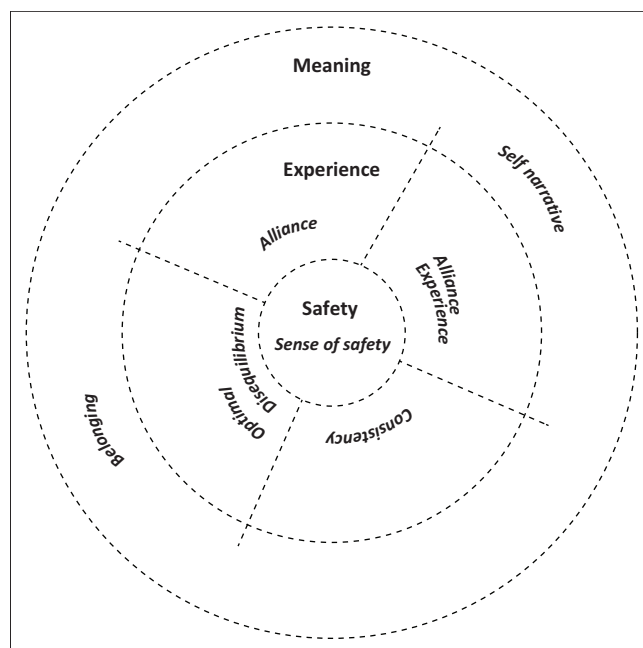 Meaning
Self narrative
Experience
Alliance
Alliance
Experience
Safety
Sense of safety
Optimal
Disequilibrium
Consistency
Belonging